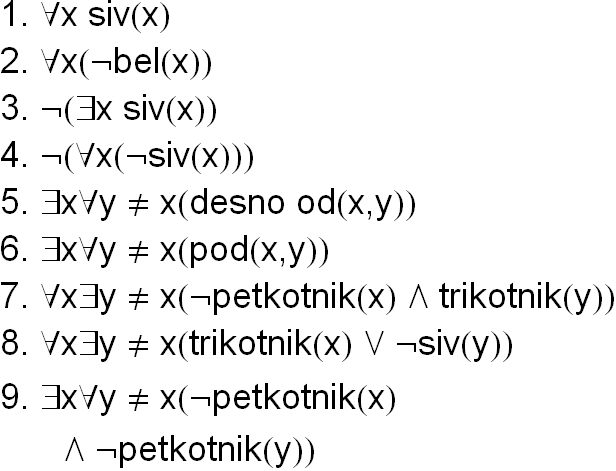 1. ∀x siv(x)
2. ∀x(¬bel(x))
3. ¬(∃x siv(x))
4. ¬(∀x(¬siv(x)))
5. ∃x∀y ≠ x(desno od(x,y))
6. ∃x∀y ≠ x(pod(x,y))
7. ∀x∃y ≠ x(¬petkotnik(x) ∧ trikotnik(y))
8. ∀x∃y ≠ x(trikotnik(x) ∨ ¬siv(y))
9. ∃x∀y ≠ x(¬petkotnik(x)
∧ ¬petkotnik(y))